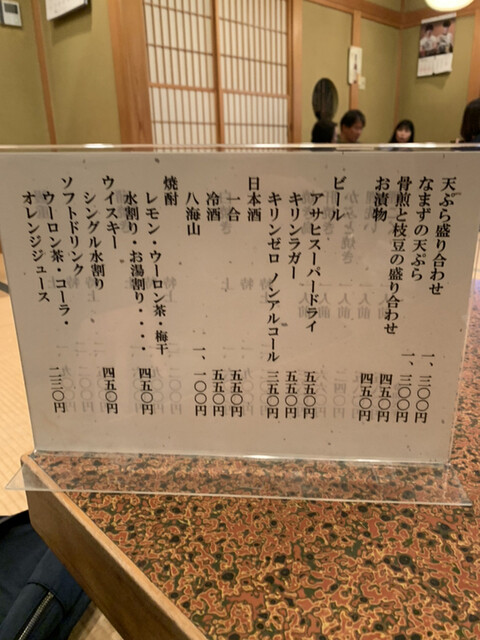 天ぷら盛り合わせ 一、三〇〇円
なまずの天ぷら 一、三〇〇円
骨煎と枝豆の盛り合わせ 四五〇円
お漬物 四五〇円
ビール
アサヒスーパードライ 五五〇円
キリンラガー 五五〇円
キリンゼロ ノンアルコール 三五〇円
日本酒
一合 五五〇円
冷酒 五五〇円
八海山 一、一〇〇円
焼酎
レモン・ウーロン茶・梅干
水割り・お湯割り・・・・ 四五〇円
ウイスキー
シングル水割り 四五〇円
ソフトドリンク
ウーロン茶・コーラ・
オレンジジュース 二三〇円